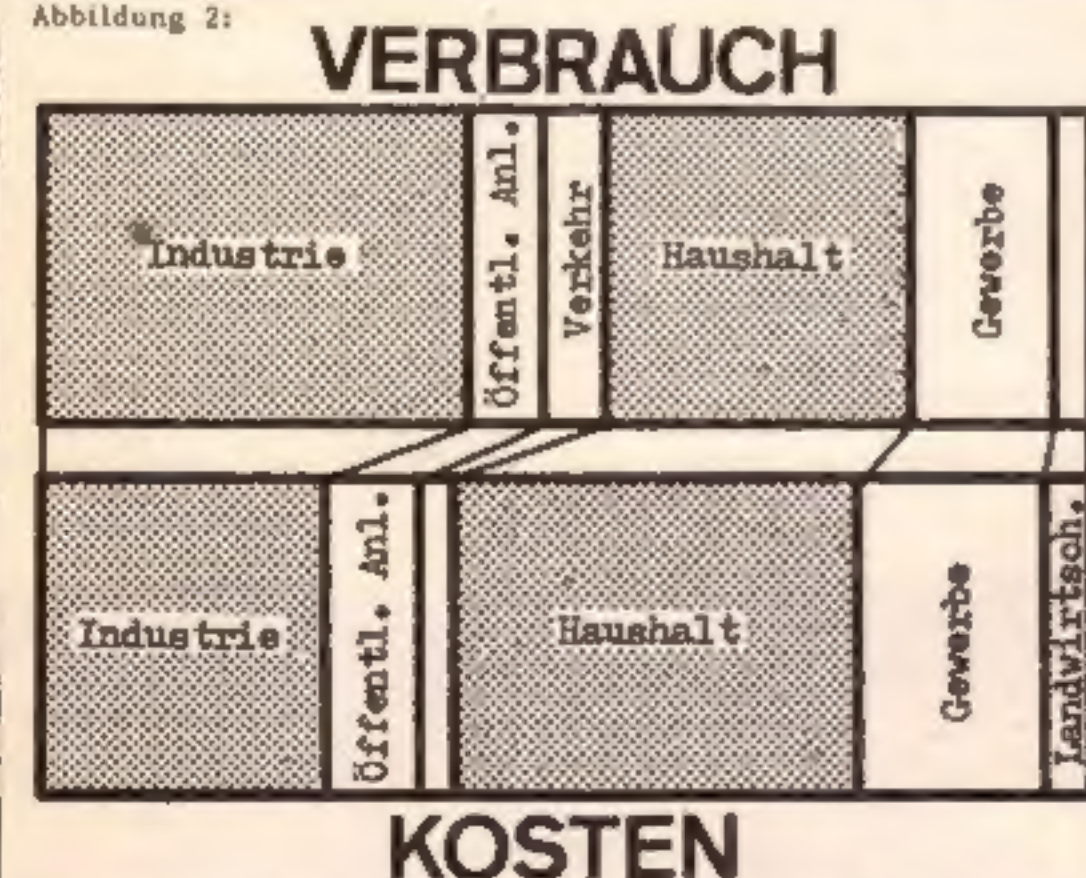 Abbildung 2:
VERBRAUCH
Industrie
Öffentl. Anl.
Verkehr
Haushalt
Gewerbe
Industrie
Öffentl. Anl.
Haushalt
Gewerbe
Landwirtsch.
KOSTEN